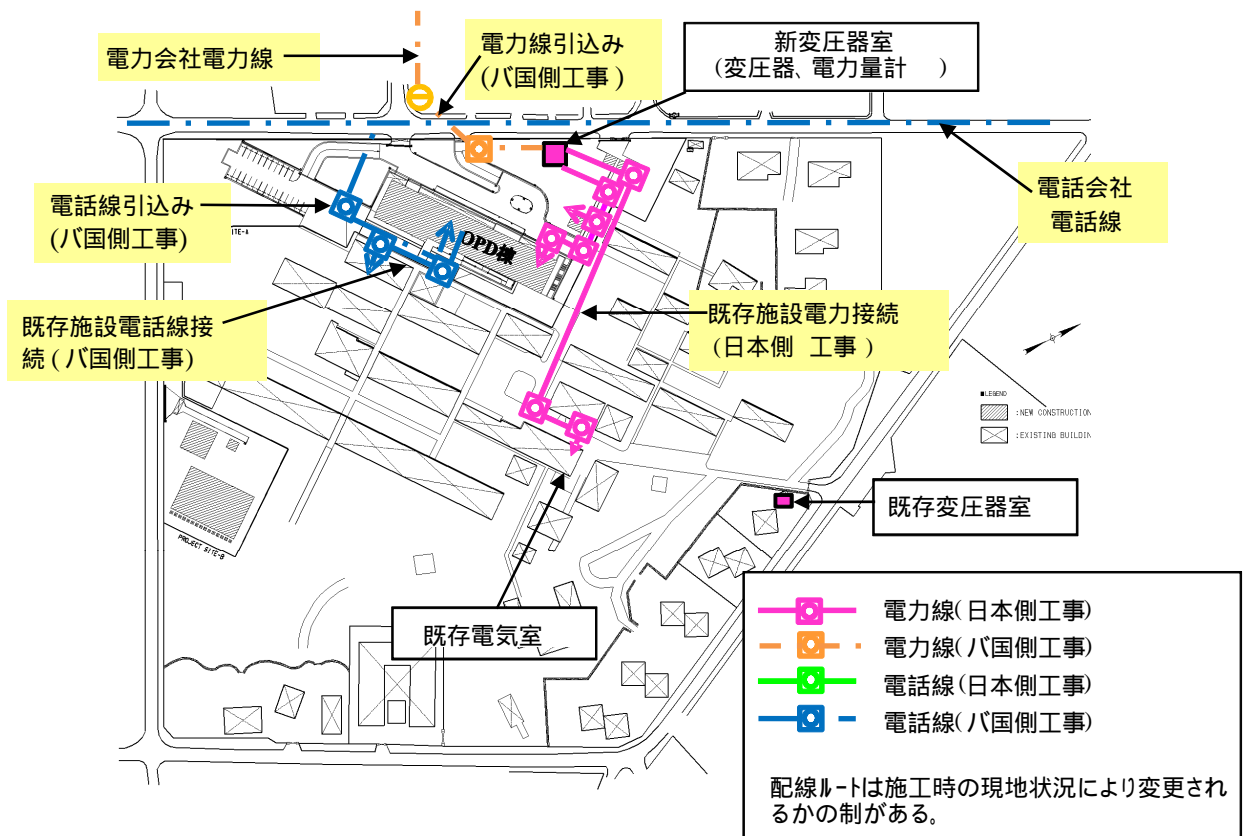 電力会社電力線
電力線引込み
(バ国側工事)
新変圧器室
(変圧器、電力量計　)
電話線引込み
(バ国側工事)
電話会社
電話線
OPD棟
既存施設電話線接
続(バ国側工事)
既存施設電力接続
(日本側 工事)
■LEGEND
:NEW CONSTRUCTION
:EXISTING BUILDIN
既存変圧器室
PROJECT SITE-B
既存電気室
電力線(日本側工事)
電力線(バ国側工事)
電話線(日本側工事)
電話線(バ国側工事)
配線ルートは施工時の現地状況により変更され
るかの制がある。